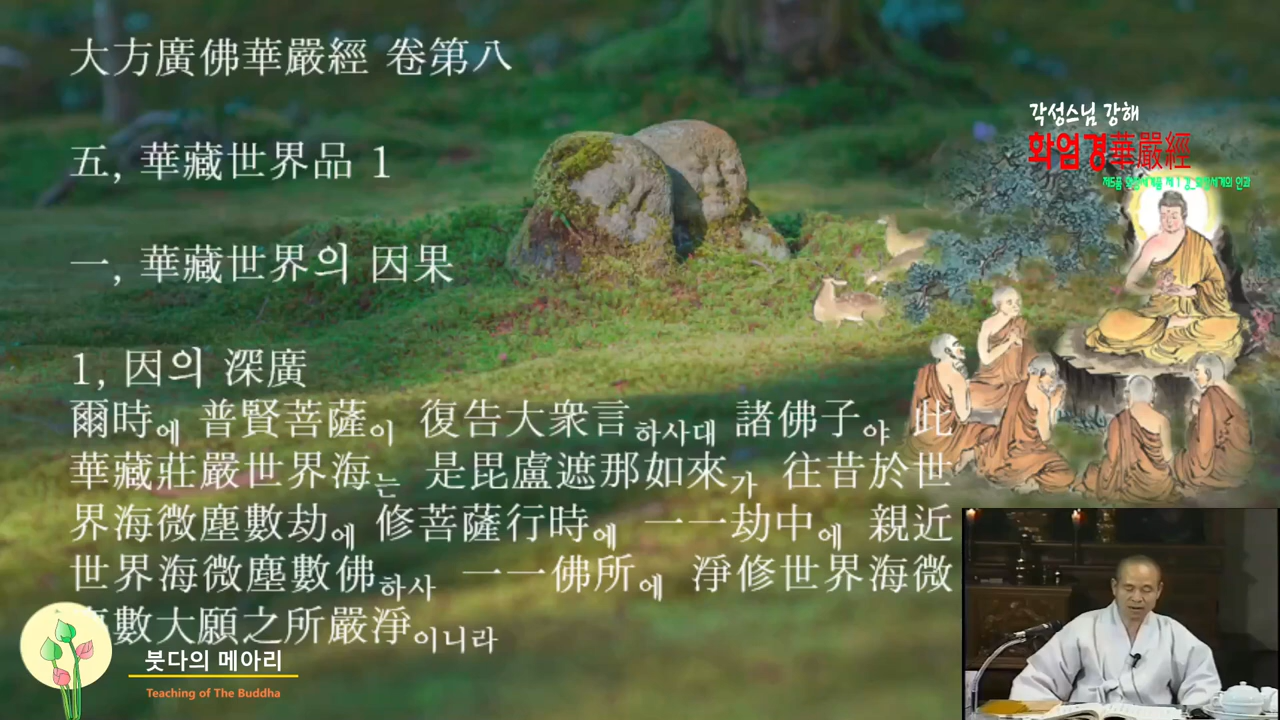 大方廣佛華嚴經 卷第八
五, 華藏世界品 1
一, 華藏世界의 因果
1, 因의 深廣
爾時에 普賢菩薩이 復告大衆言하사대 諸佛子야 此
華藏莊嚴世界海는 是毘盧遮那如來가 往昔於世
界海微塵數劫에 修菩薩行時에 一一劫中에 親近
世界海微塵數佛하사 一一佛所에 淨修世界海微
數大願之所嚴淨이니라
각성스님 강해
화엄경華嚴經
붓다의 메아리
Teaching of The Buddha